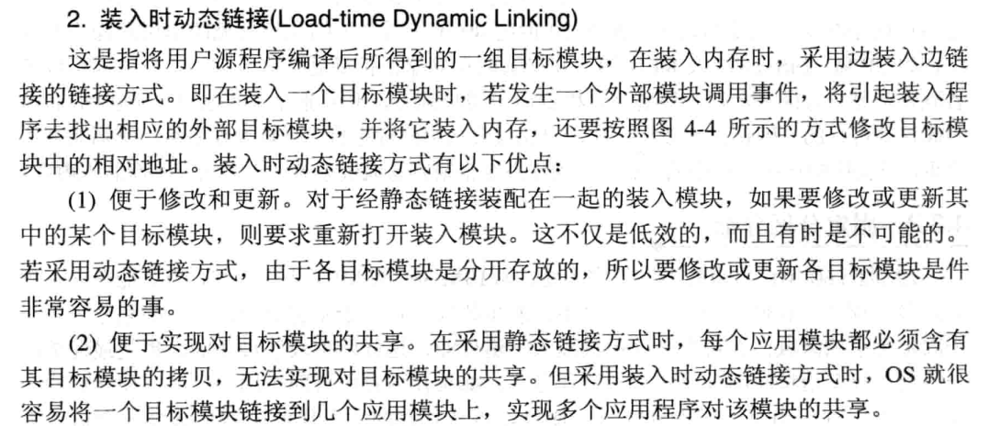 2. 装入时动态链接(Load-time Dynamic Linking)
这是指将用户源程序编译后所得到的一组目标模块，在装入内存时，采用边装入边链
接的链接方式。即在装入一个目标模块时，若发生一个外部模块调用事件，将引起装入程
序去找出相应的外部目标模块，并将它装入内存，还要按照图 4-4 所示的方式修改目标模
块中的相对地址。装入时动态链接方式有以下优点：
(1) 便于修改和更新。对于经静态链接装配在一起的装入模块，如果要修改或更新其
中的某个目标模块，则要求重新打开装入模块。这不仅是低效的，而且有时是不可能的。
若采用动态链接方式，由于各目标模块是分开存放的，所以要修改或更新各目标模块是件
非常容易的事。
(2) 便于实现对目标模块的共享。在采用静态链接方式时，每个应用模块都必须含有
其目标模块的拷贝，无法实现对目标模块的共享。但采用装入时动态链接方式时，OS 就很
容易将一个目标模块链接到几个应用模块上，实现多个应用程序对该模块的共享。